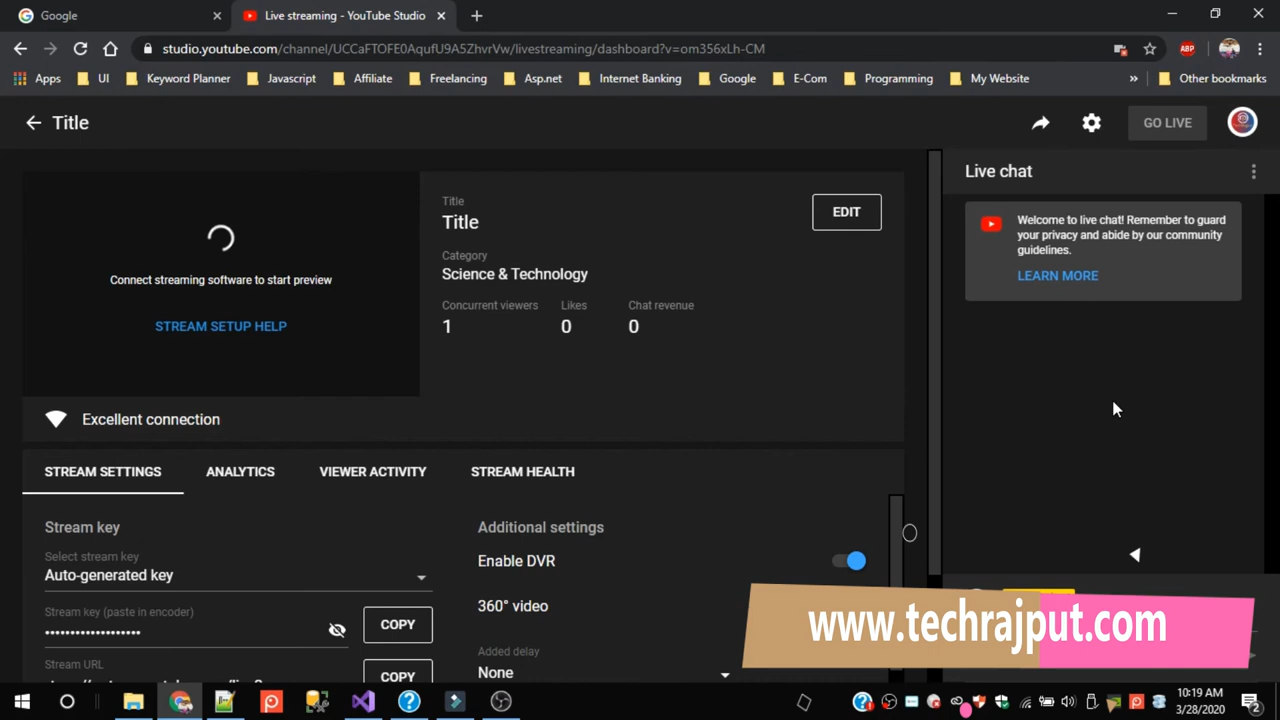 Google
Live streaming - YouTube Studio
studio.youtube.com/channel/UCCaFTOFE0AqufU9A5ZhvrVw/livestreaming/dashboard?v=om356xLh-CM
ABP
Apps UI Keyword Planner Javascript Affiliate Freelancing Asp.net Internet Banking Google E-Com Programming My Website » Other bookmarks
Title
GO LIVE
Connect streaming software to start preview
STREAM SETUP HELP
Excellent connection
Title
Title
EDIT
Category
Science & Technology
Concurrent viewers Likes Chat revenue
1 0 0
Live chat
Welcome to live chat! Remember to guard
your privacy and abide by our community
guidelines.
LEARN MORE
STREAM SETTINGS ANALYTICS VIEWER ACTIVITY STREAM HEALTH
Stream key
Select stream key
Auto-generated key
Stream key (paste in encoder)
••••••••••••••••••• COPY
Stream URL
COPY
Additional settings
Enable DVR
360° video
Added delay
None
www.techrajput.com
10:19 AM
3/28/2020
2